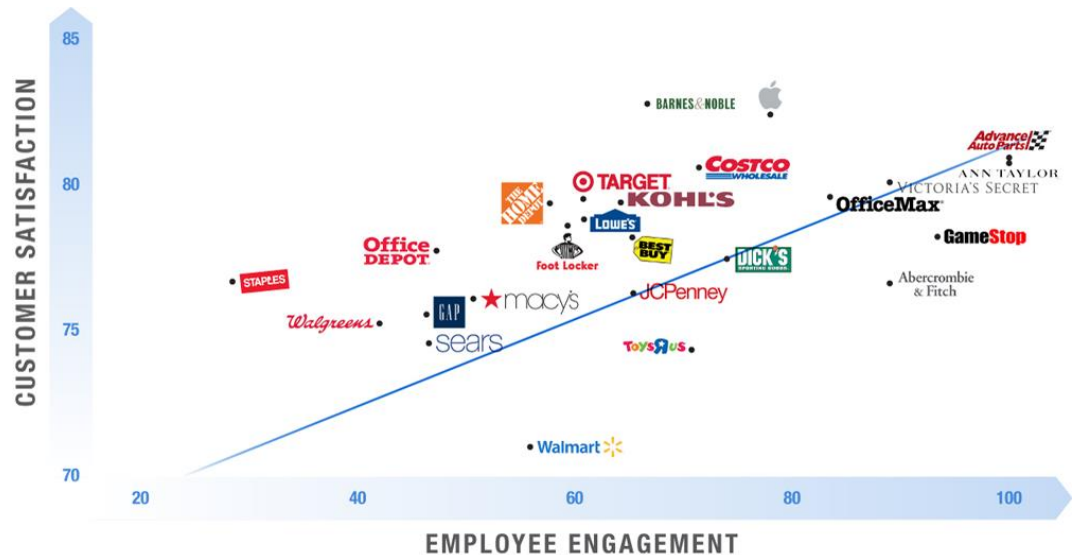 85
BARNES&NOBLE
80
Advance
Auto Parts
ANN TAYLOR
COSTCO
WHOLESALE
VICTORIA'S SECRET
TARGET
KOHL'S
THE
HOME
DEPOT
OfficeMax
LOWE'S
GameStop
Office
DEPOT
BEST
BUY
Foot Locker
DICK'S
SPORTING GOODS
STAPLES
Abercrombie
& Fitch
JCPenney
macy's
GAP
Walgreens
75
sears
TOYS R US
Walmart
70
20
40
60
80
100
CUSTOMER SATISFACTION
EMPLOYEE ENGAGEMENT